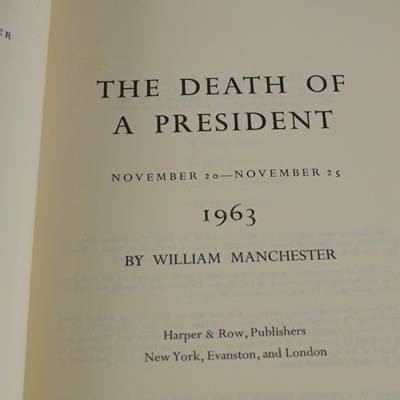 THE DEATH OF
A PRESIDENT
NOVEMBER 20—NOVEMBER 25
1963
BY WILLIAM MANCHESTER
Harper & Row, Publishers
New York, Evanston, and London